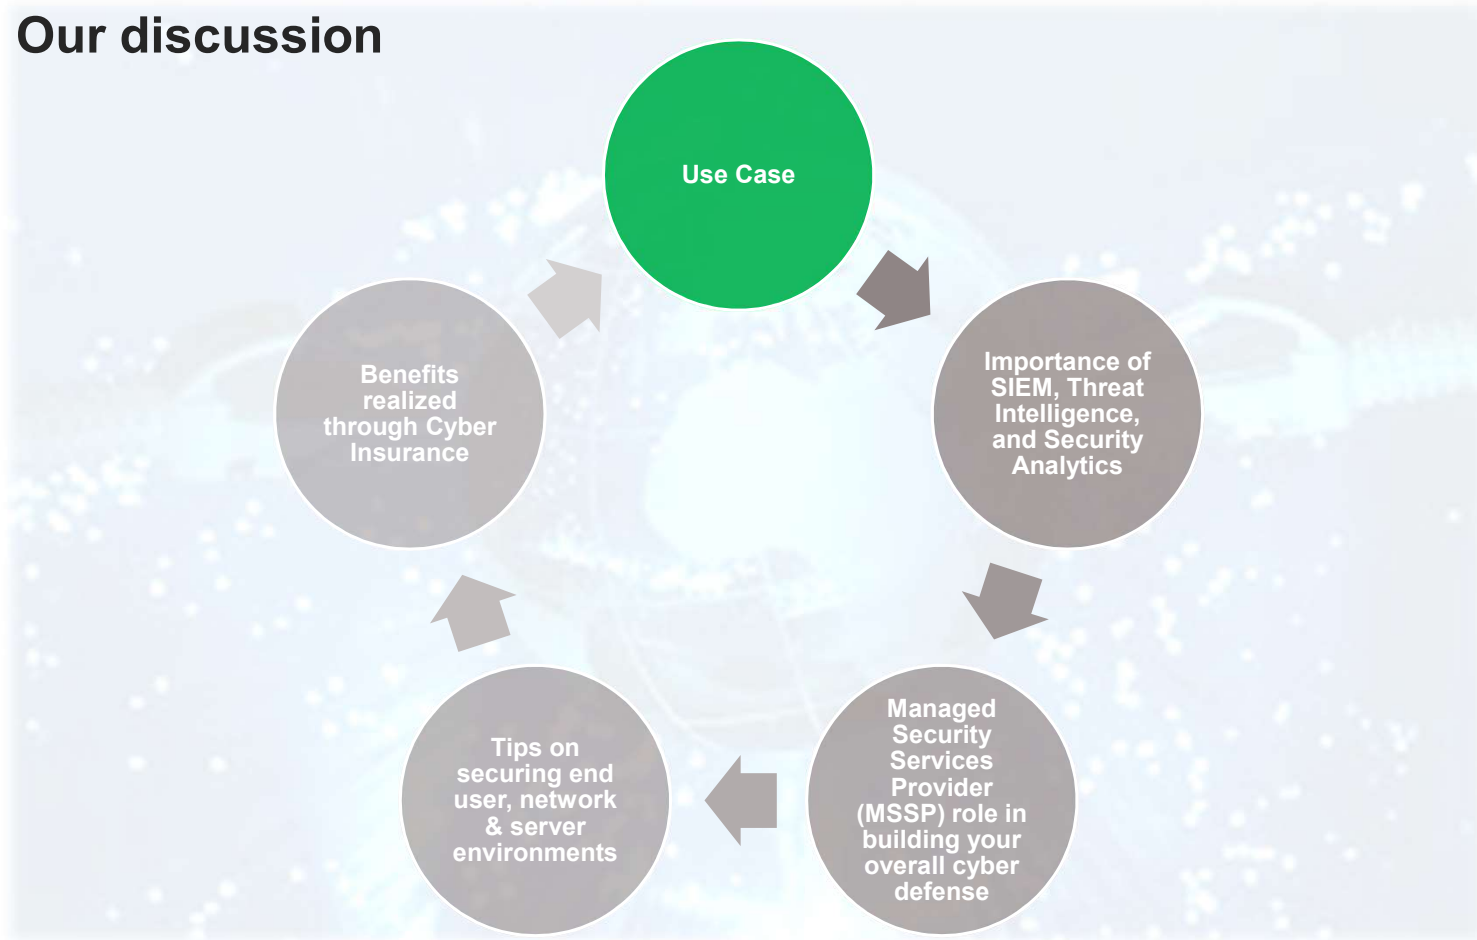 Our discussion
Use Case
Importance of
SIEM, Threat
Intelligence,
and Security
Analytics
Managed
Security
Services
Provider
(MSSP) role in
building your
overall cyber
defense
Tips on
securing end
user, network
& server
environments
Benefits
realized
through Cyber
Insurance